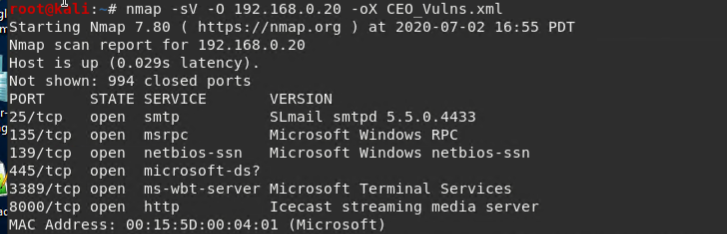 root@kali:~# nmap -sV -O 192.168.0.20 -oX CEO_Vulns.xml
Starting Nmap 7.80 ( https://nmap.org ) at 2020-07-02 16:55 PDT
Nmap scan report for 192.168.0.20
Host is up (0.029s latency).
Not shown: 994 closed ports
PORT     STATE SERVICE       VERSION
25/tcp   open  smtp          SLmail smtpd 5.5.0.4433
135/tcp  open  msrpc         Microsoft Windows RPC
139/tcp  open  netbios-ssn   Microsoft Windows netbios-ssn
445/tcp  open  microsoft-ds?
3389/tcp open  ms-wbt-server Microsoft Terminal Services
8000/tcp open  http          Icecast streaming media server
MAC Address: 00:15:5D:00:04:01 (Microsoft)